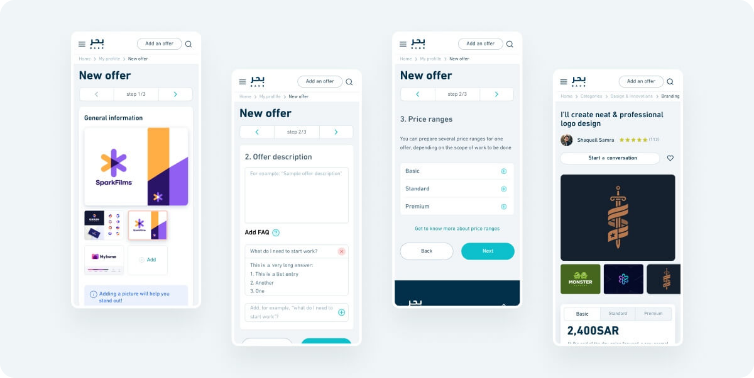 بحر
Add an offer
Home > My profile > New offer
New offer
step 1/3
General information
SparkFilms
Myhome
Add
Adding a picture will help you
stand out!
بحر
Add an offer
Home > My profile > New offer
New offer
step 2/3
2. Offer description
For example: "Sample offer description"
Add FAQ
What do I need to start work?
This is a very long answer:
1. This is a list entry
2. Another
3. One
Add, for example, "what do I need to
start work"?
بحر
Add an offer
Home > My profile > New offer
New offer
step 3/3
3. Price ranges
You can prepare several price ranges for one
offer, depending on the scope of work to be done
Basic
Standard
Premium
Get to know more about price ranges
Back
Next
بحر
بحر
Add an offer
Home > Categories > Design & Innovations > Branding
I'll create neat & professional
logo design
Shaquail Samra
Start a conversation
MONSTER
Basic
Standard
Premium
2,400SAR